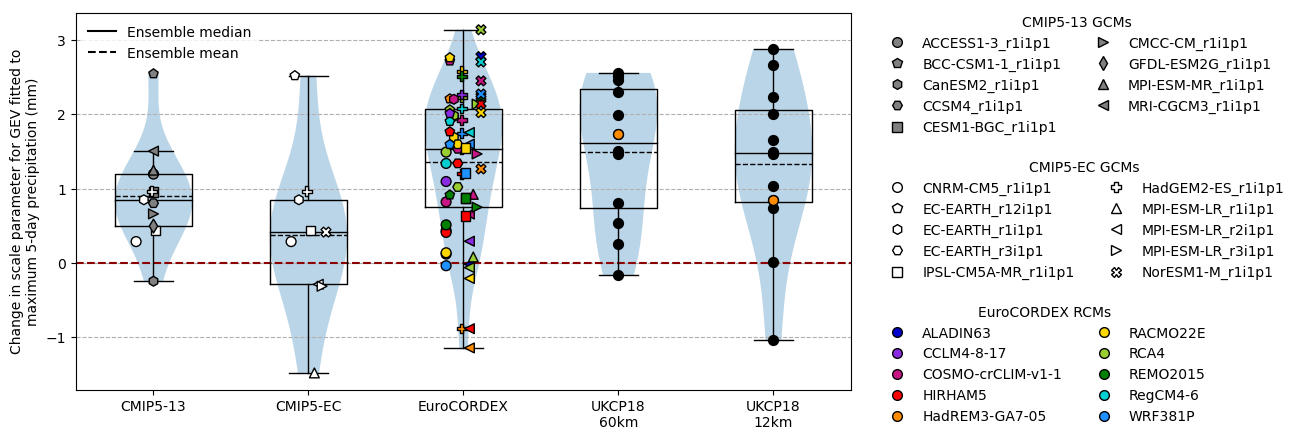 Change in scale parameter for GEV fitted to
maximum 5-day precipitation (mm)
3
2
1
0
−1
Ensemble median
Ensemble mean
CMIP5-13
CMIP5-EC
EuroCORDEX
UKCP18
60km
UKCP18
12km
CMIP5-13 GCMs
ACCESS1-3_r1i1p1
BCC-CSM1-1_r1i1p1
CanESM2_r1i1p1
CCSM4_r1i1p1
CESM1-BGC_r1i1p1
CMCC-CM_r1i1p1
GFDL-ESM2G_r1i1p1
MPI-ESM-MR_r1i1p1
MRI-CGCM3_r1i1p1
CMIP5-EC GCMs
CNRM-CM5_r1i1p1
EC-EARTH_r12i1p1
EC-EARTH_r1i1p1
EC-EARTH_r3i1p1
IPSL-CM5A-MR_r1i1p1
HadGEM2-ES_r1i1p1
MPI-ESM-LR_r1i1p1
MPI-ESM-LR_r2i1p1
MPI-ESM-LR_r3i1p1
NorESM1-M_r1i1p1
EuroCORDEX RCMs
ALADIN63
CCLM4-8-17
COSMO-crCLIM-v1-1
HIRHAM5
HadREM3-GA7-05
RACMO22E
RCA4
REMO2015
RegCM4-6
WRF381P